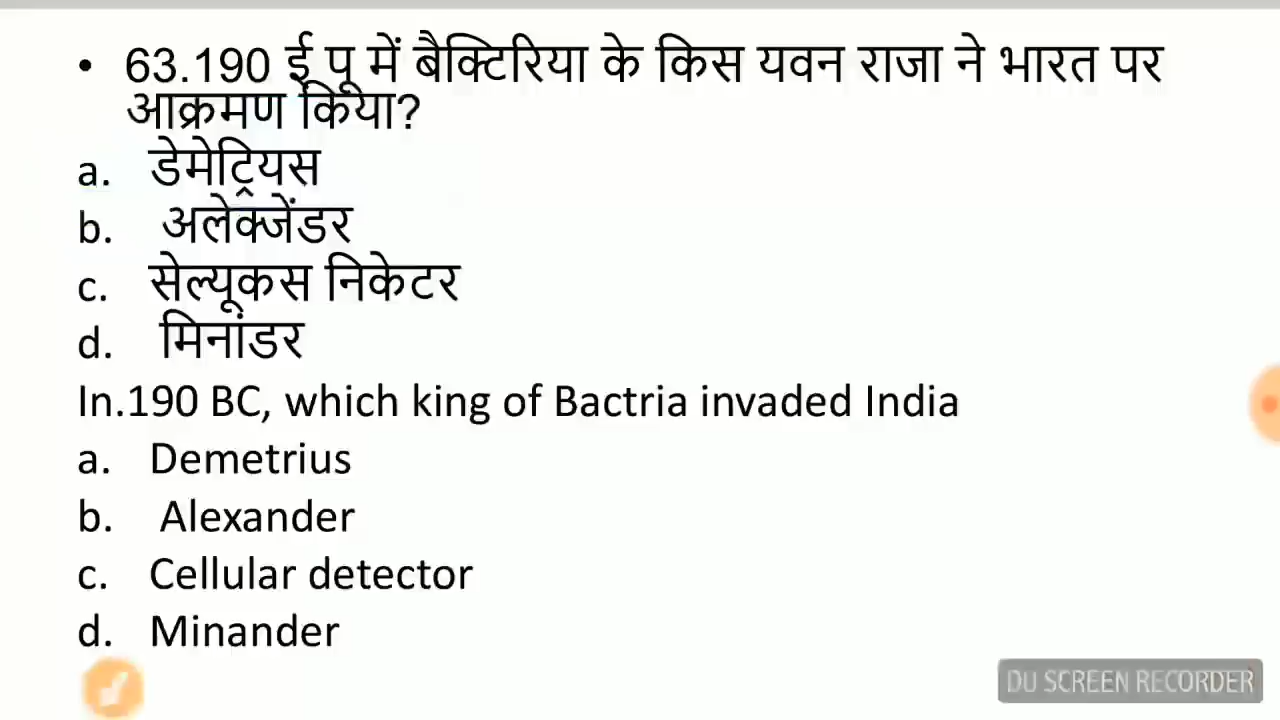 • 63.190 ई पू में बैक्टिरिया के किस यवन राजा ने भारत पर
आक्रमण किया?
a. डेमेट्रियस
b. अलेक्जेंडर
c. सेल्यूकस निकेटर
d. मिनांडर
In.190 BC, which king of Bactria invaded India
a. Demetrius
b. Alexander
c. Cellular detector
d. Minander
DU SCREEN RECORDER